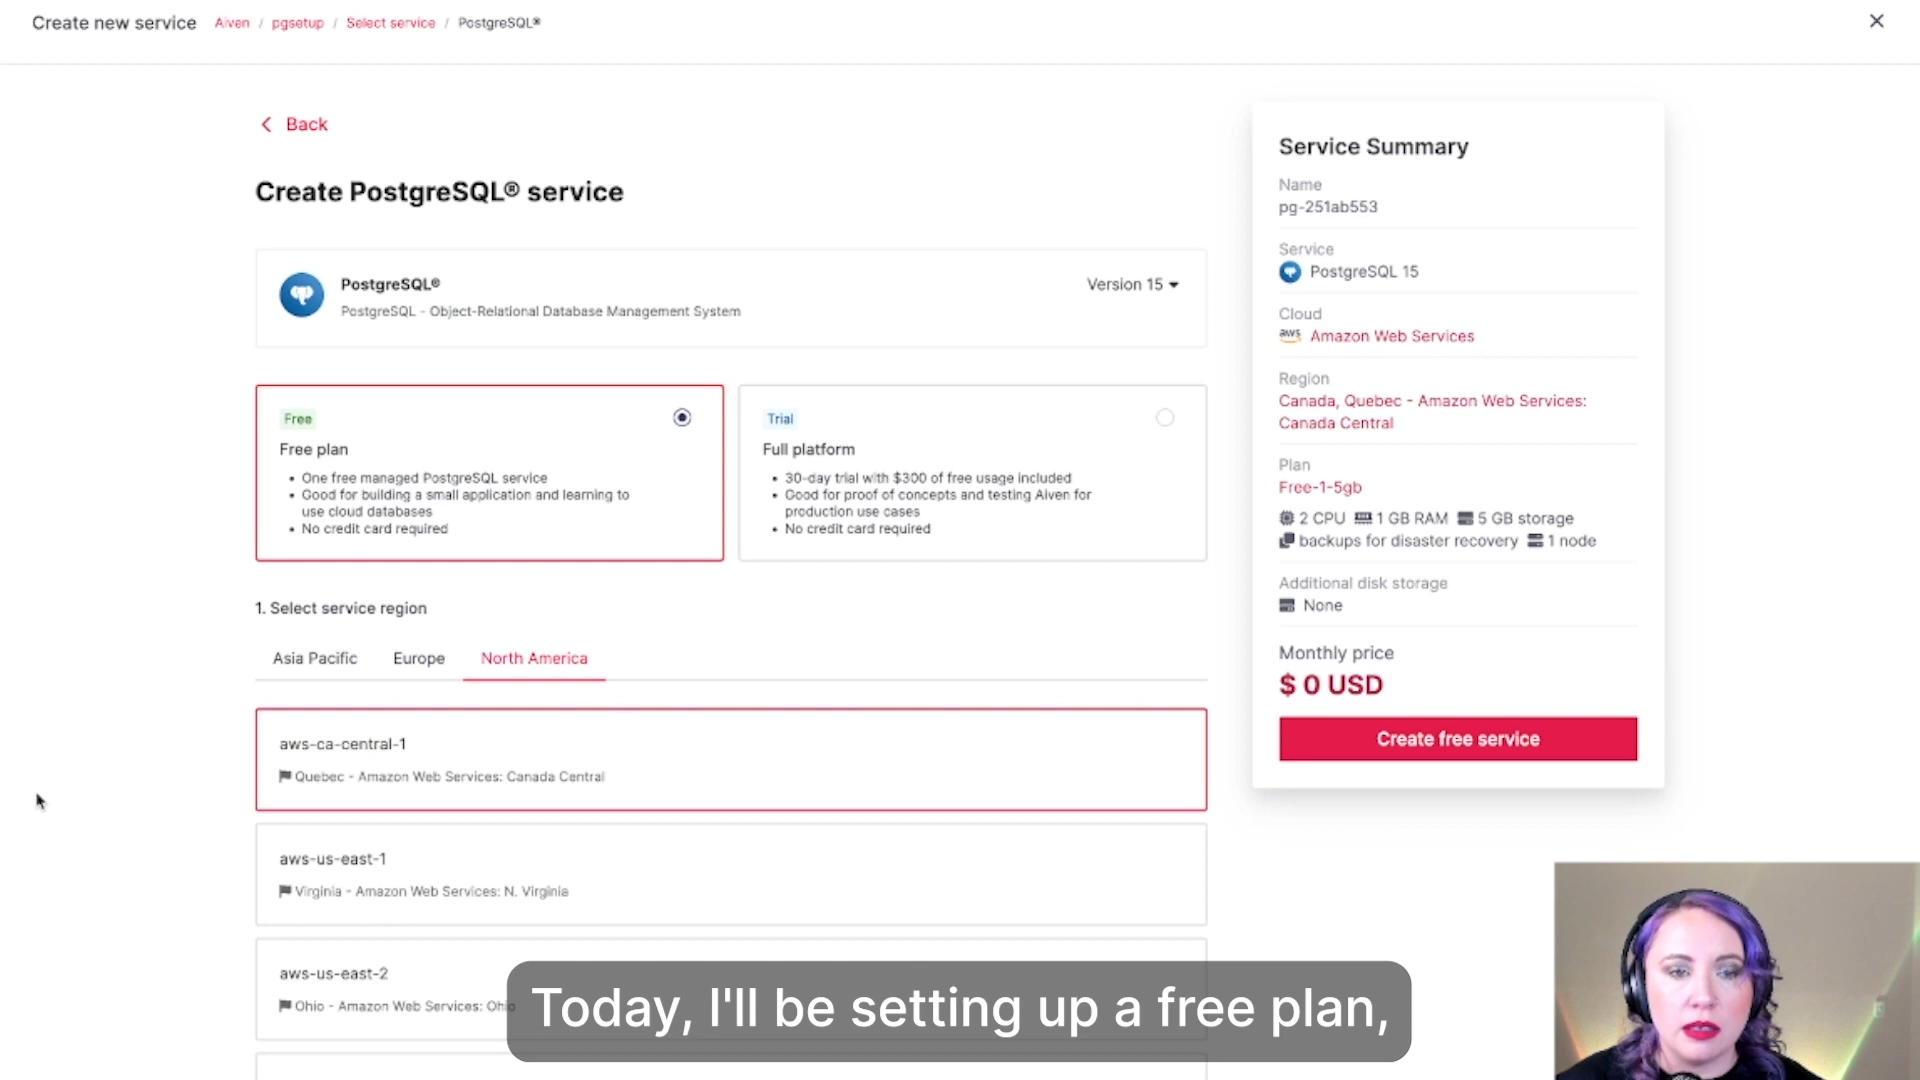 Create new service Aiven / pgsetup / Select service / PostgreSQL®
Back
Create PostgreSQL® service
PostgreSQL®
PostgreSQL - Object-Relational Database Management System
Version 15
Free
Free plan
• One free managed PostgreSQL service
• Good for building a small application and learning to
use cloud databases
• No credit card required
Trial
Full platform
• 30-day trial with $300 of free usage included
• Good for proof of concepts and testing Aiven for
production use cases
• No credit card required
1. Select service region
Asia Pacific Europe North America
aws-ca-central-1
Quebec - Amazon Web Services: Canada Central
aws-us-east-1
Virginia - Amazon Web Services: N. Virginia
aws-us-east-2
Ohio - Amazon Web Services: Ohio
Service Summary
Name
pg-251ab553
Service
PostgreSQL 15
Cloud
aws Amazon Web Services
Region
Canada, Quebec - Amazon Web Services:
Canada Central
Plan
Free-1-5gb
2 CPU 1 GB RAM 5 GB storage
backups for disaster recovery 1 node
Additional disk storage
None
Monthly price
$ 0 USD
Create free service
Today, I'll be setting up a free plan,